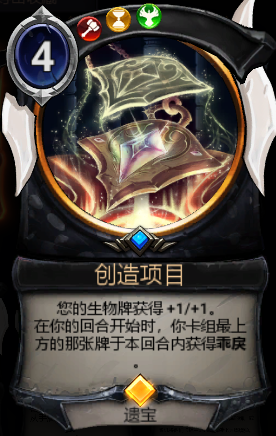 4
创造项目
您的生物牌获得 +1/+1。
在你的回合开始时，你卡组最上
方的那张牌于本回合内获得乖戾
。
遗宝